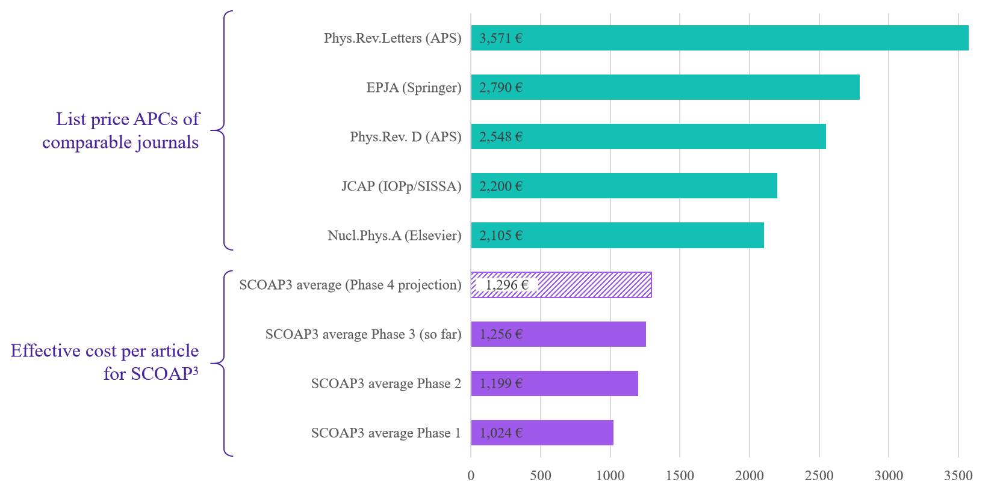 List price APCs of
comparable journals
Phys.Rev.Letters (APS) 3,571 €
EPJA (Springer) 2,790 €
Phys.Rev. D (APS) 2,548 €
JCAP (IOPp/SISSA) 2,200 €
Nucl.Phys.A (Elsevier) 2,105 €
Effective cost per article
for SCOAP³
SCOAP3 average (Phase 4 projection) 1,296 €
SCOAP3 average Phase 3 (so far) 1,256 €
SCOAP3 average Phase 2 1,199 €
SCOAP3 average Phase 1 1,024 €
0 500 1000 1500 2000 2500 3000 3500